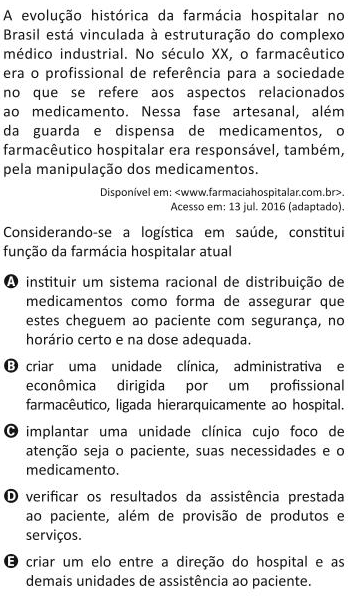 A evolução histórica da farmácia hospitalar no
Brasil está vinculada à estruturação do complexo
médico industrial. No século XX, o farmacêutico
era o profissional de referência para a sociedade
no que se refere aos aspectos relacionados
ao medicamento. Nessa fase artesanal, além
da guarda e dispensa de medicamentos, o
farmacêutico hospitalar era responsável, também,
pela manipulação dos medicamentos.
Disponível em: <www.farmaciahospitalar.com.br>.
Acesso em: 13 jul. 2016 (adaptado).
Considerando-se a logística em saúde, constitui
função da farmácia hospitalar atual
A instituir um sistema racional de distribuição de
medicamentos como forma de assegurar que
estes cheguem ao paciente com segurança, no
horário certo e na dose adequada.
B criar uma unidade clínica, administrativa e
econômica dirigida por um profissional
farmacêutico, ligada hierarquicamente ao hospital.
C implantar uma unidade clínica cujo foco de
atenção seja o paciente, suas necessidades e o
medicamento.
D verificar os resultados da assistência prestada
ao paciente, além de provisão de produtos e
serviços.
E criar um elo entre a direção do hospital e as
demais unidades de assistência ao paciente.